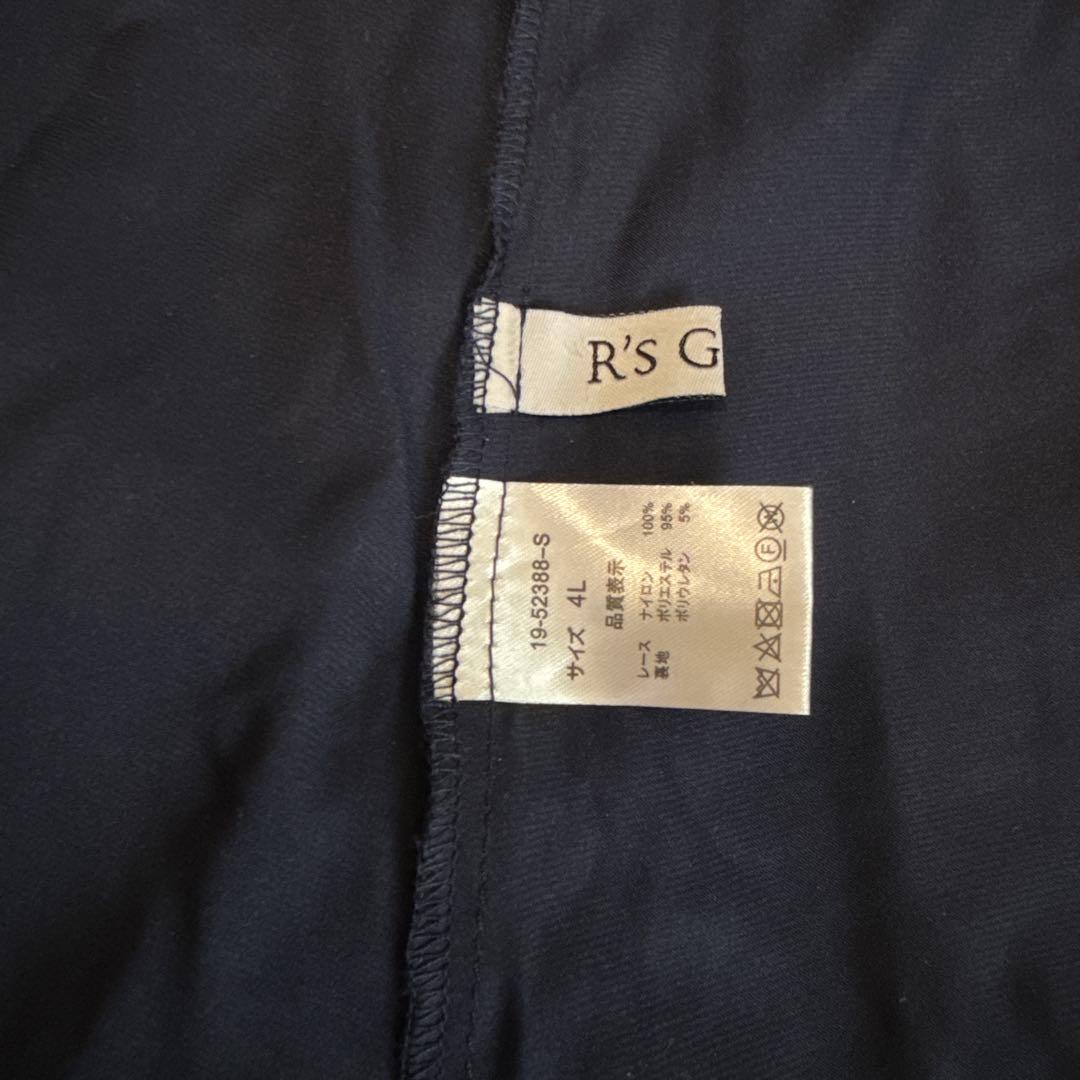 R's G
19-52388-S
サイズ 4L
品質表示
レース ナイロン 100%
裏地 ポリエステル 95%
ポリウレタン 5%
F
W